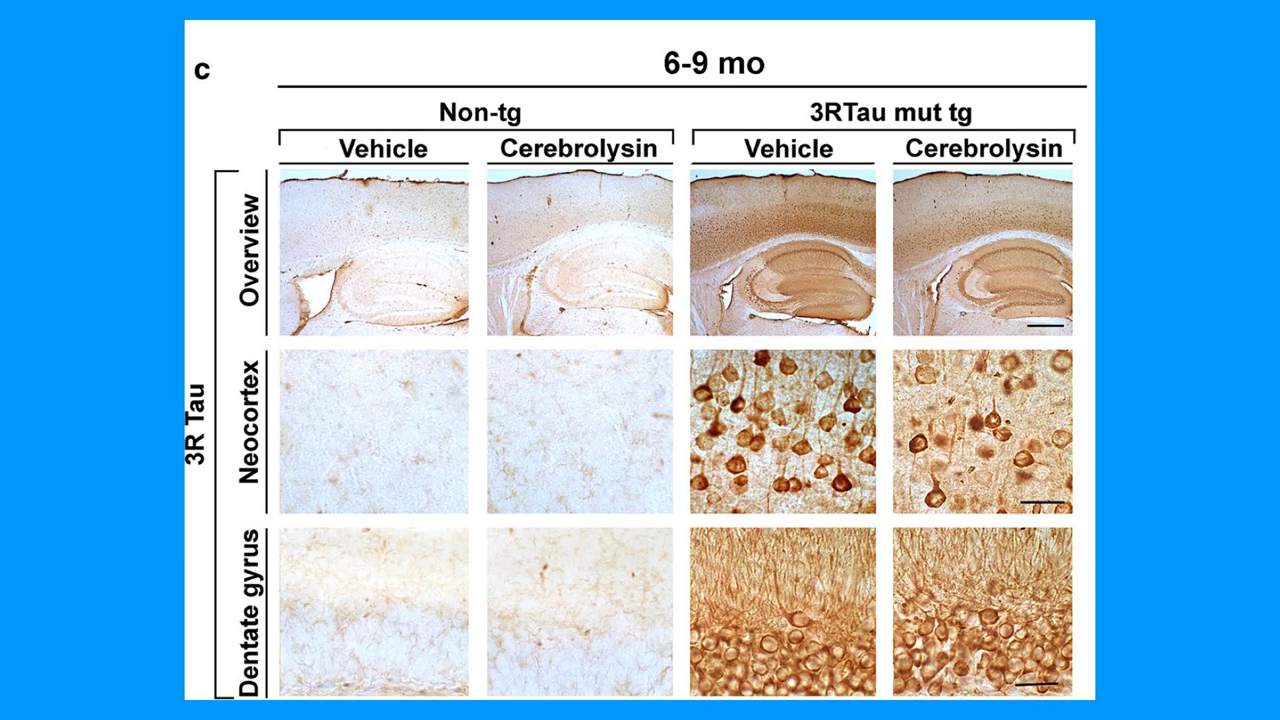 c
6-9 mo
Non-tg
3RTau mut tg
Vehicle
Cerebrolysin
Vehicle
Cerebrolysin
3R Tau
Overview
Neocortex
Dentate gyrus